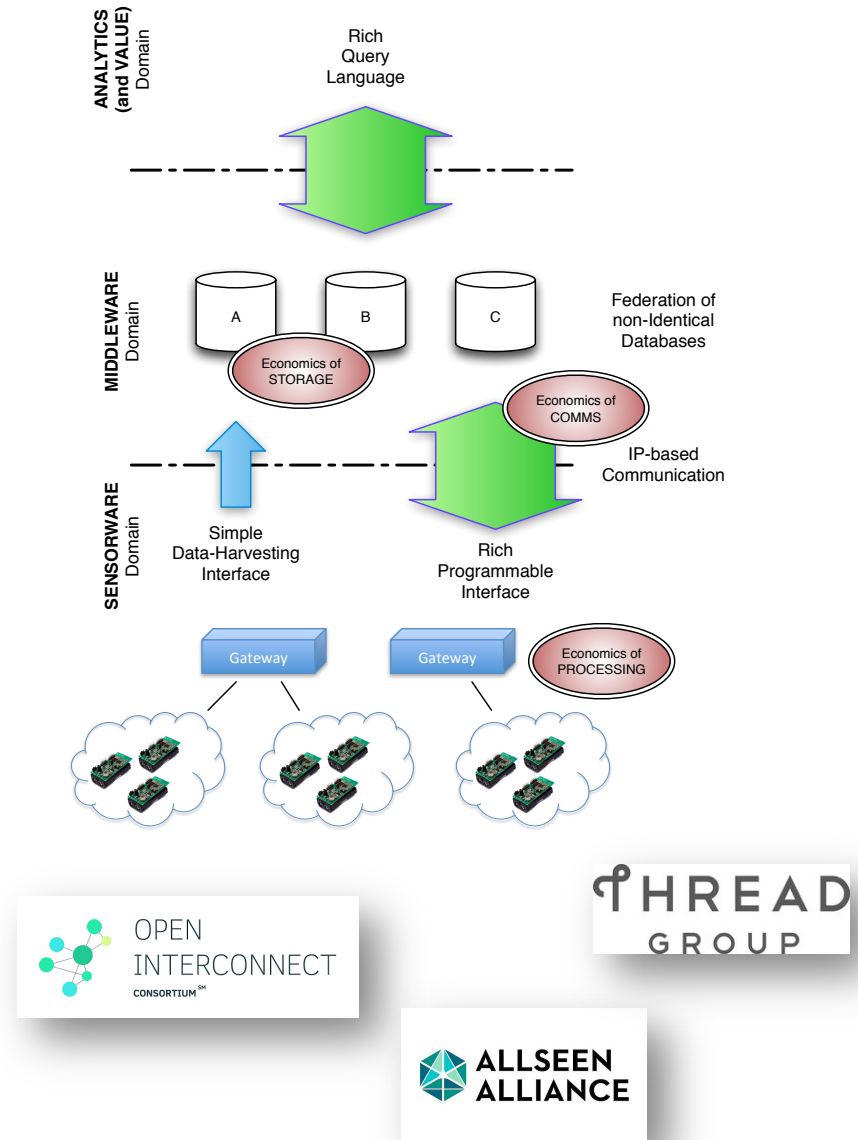 ANALYTICS
(and VALUE)
Domain
Rich
Query
Language
MIDDLEWARE
Domain
A
B
C
Federation of
non-Identical
Databases
Economics of
STORAGE
Economics of
COMMS
IP-based
Communication
SENSORWARE
Domain
Simple
Data-Harvesting
Interface
Rich
Programmable
Interface
Gateway
Gateway
Economics of
PROCESSING
THREAD
GROUP
OPEN
INTERCONNECT
CONSORTIUM SM
ALLSEEN
ALLIANCE